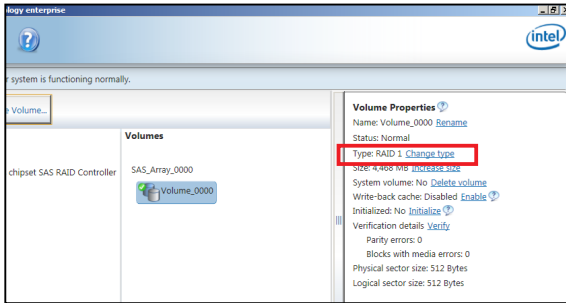 ology enterprise
intel
r system is functioning normally.
e Volume...
Volumes
chipset SAS RAID Controller
SAS_Array_0000
Volume_0000
Volume Properties
Name: Volume_0000 Rename
Status: Normal
Type: RAID 1 Change type
Size: 4,468 MB Increase size
System volume: No Delete volume
Write-back cache: Disabled Enable
Initialized: No Initialize
Verification details Verify
Parity errors: 0
Blocks with media errors: 0
Physical sector size: 512 Bytes
Logical sector size: 512 Bytes